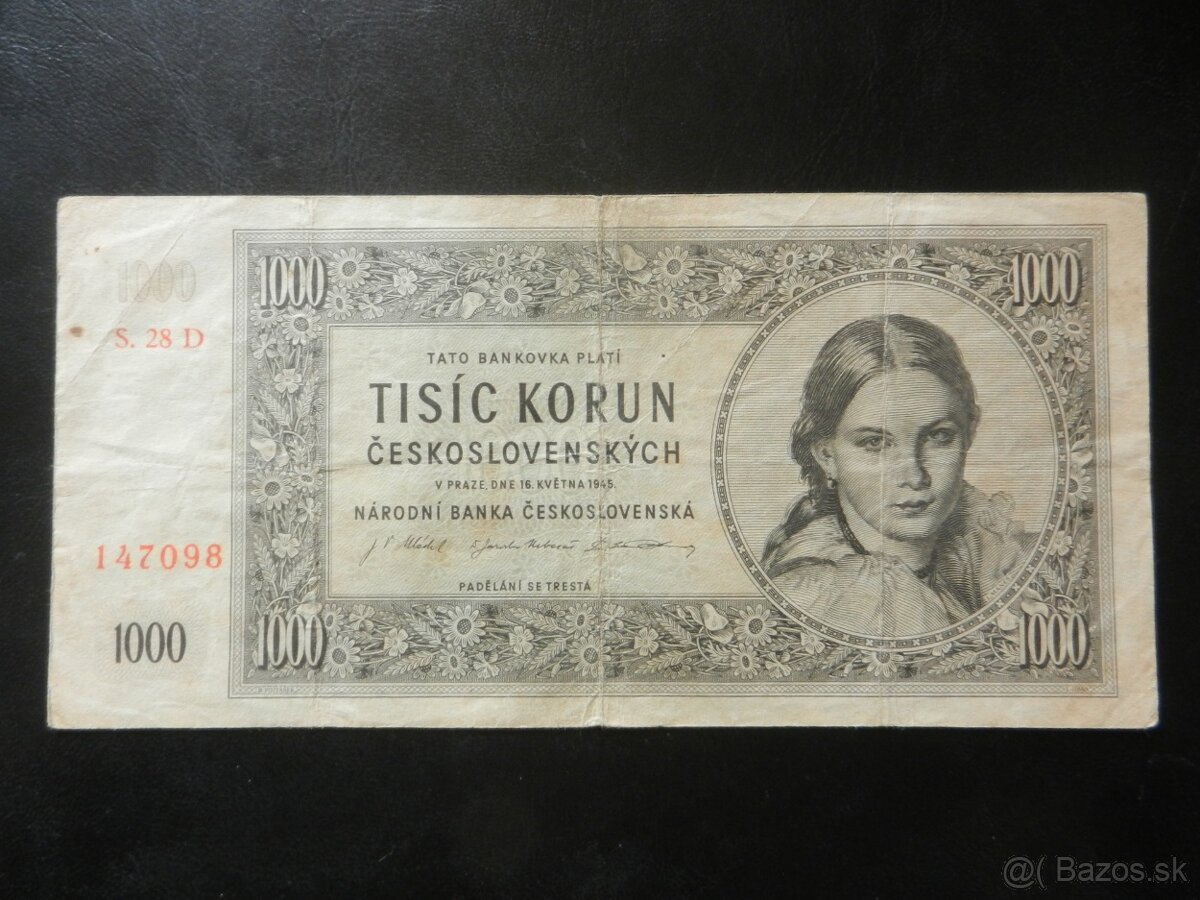 1000
1000 1000
S. 28 D
TATO BANKOVKA PLATÍ
TISÍC KORUN
ČESKOSLOVENSKÝCH
V PRAZE, DNE 16. KVĚTNA 1945.
NÁRODNÍ BANKA ČESKOSLOVENSKÁ
147098
PADĚLÁNÍ SE TRESTÁ
1000 1000 1000
@( Bazos.sk